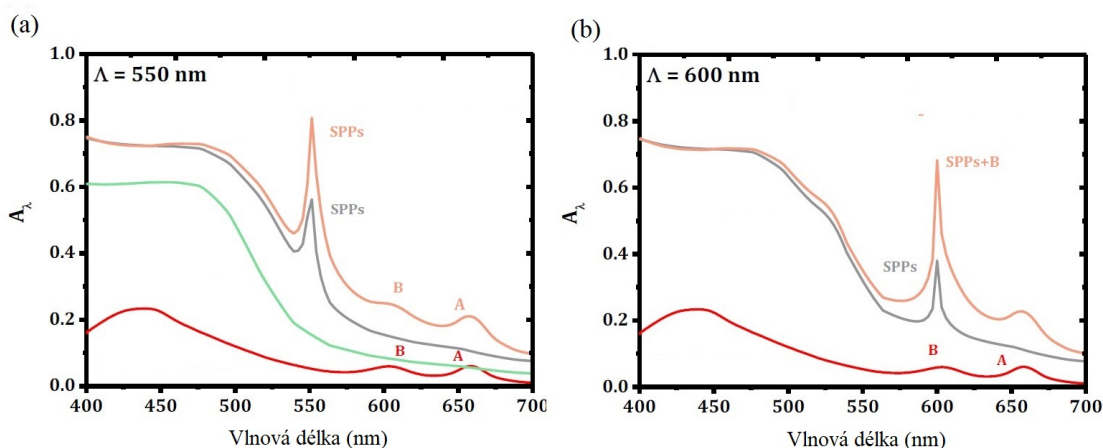 (a)
1.0
Λ = 550 nm
0.8
SPPs
0.6
SPPs
A_λ
0.4
B
A
0.2
B
A
0.0
400 450 500 550 600 650 700
Vlnová délka (nm)
(b)
1.0
Λ = 600 nm
0.8
SPPs+B
0.6
A_λ
0.4
SPPs
0.2
B
A
0.0
400 450 500 550 600 650 700
Vlnová délka (nm)